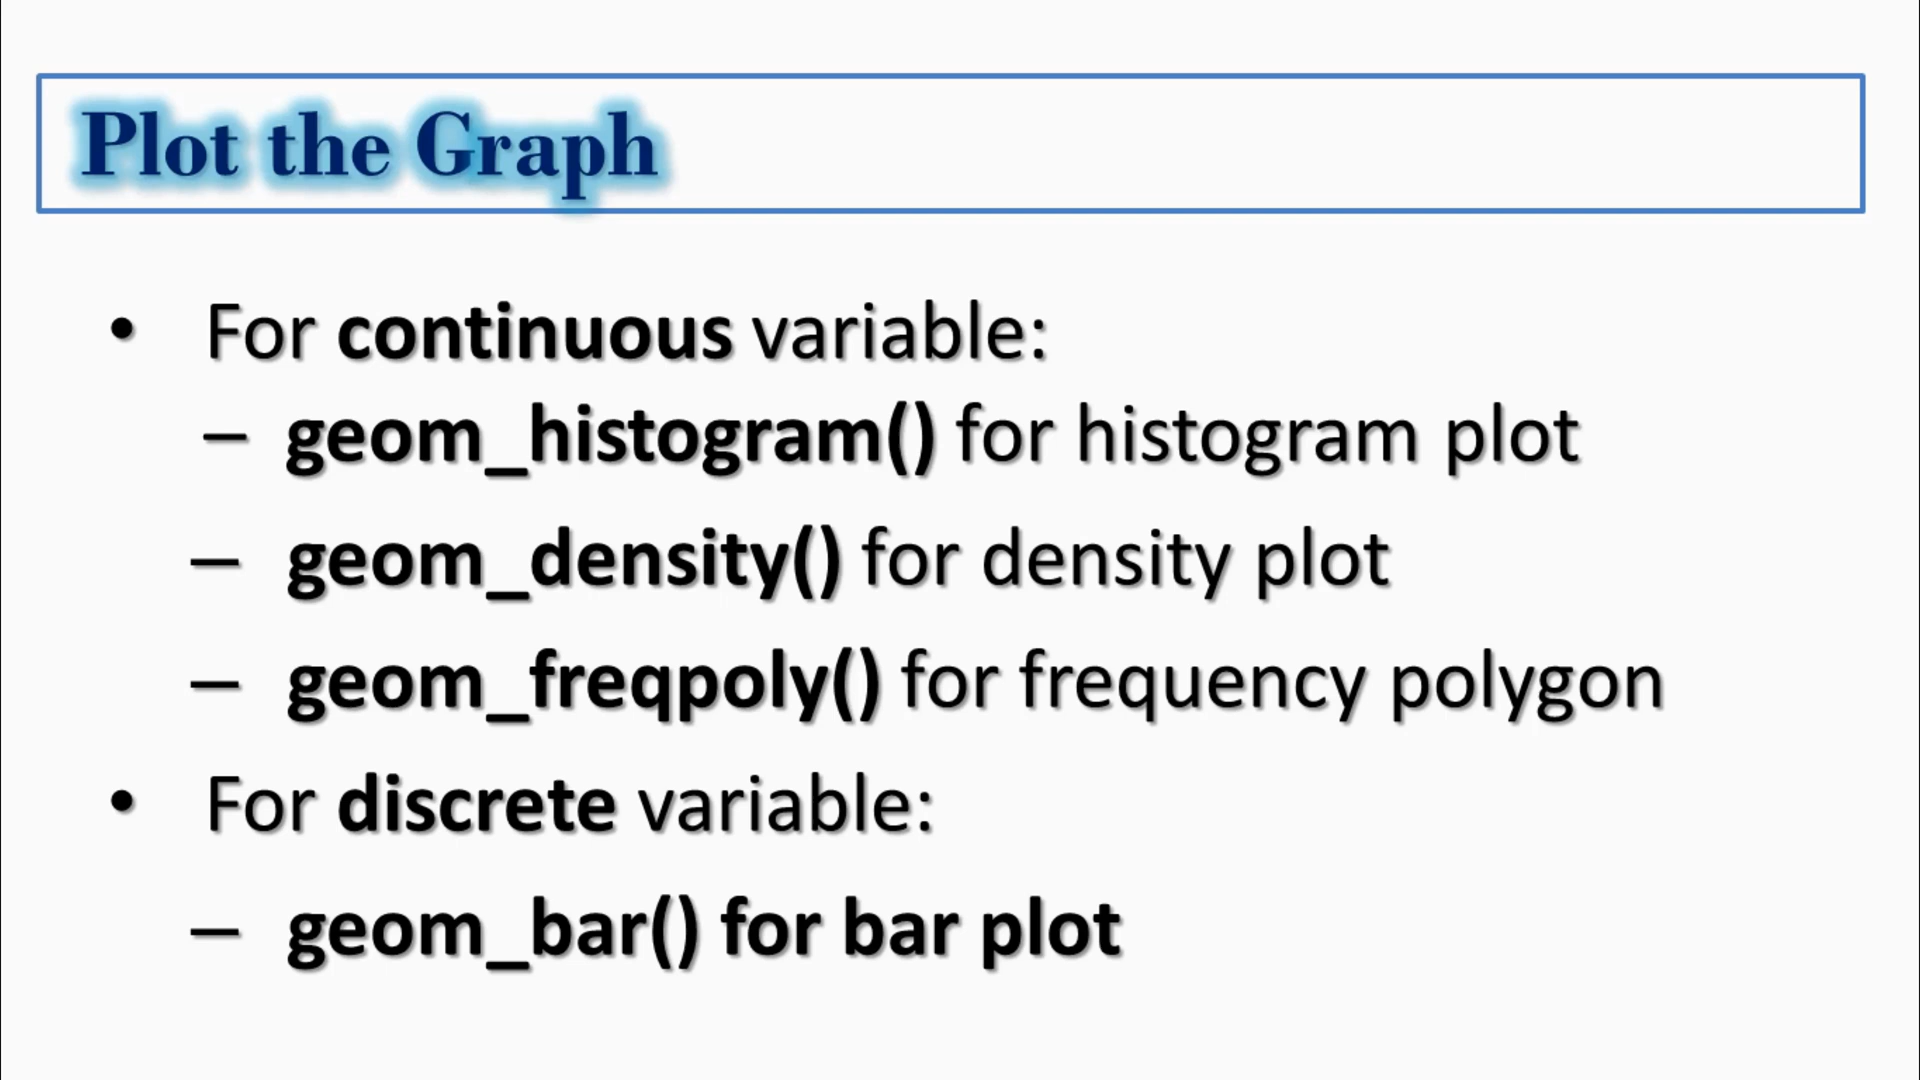 Plot the Graph
• For continuous variable:
– geom_histogram() for histogram plot
– geom_density() for density plot
– geom_freqpoly() for frequency polygon
• For discrete variable:
– geom_bar() for bar plot